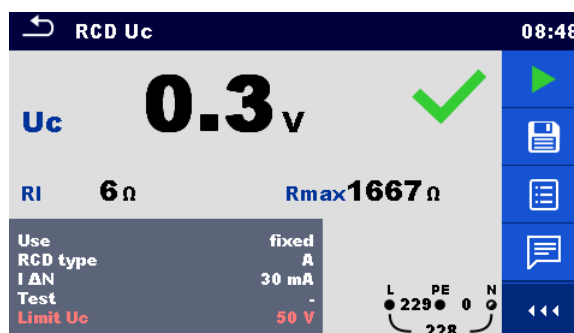 RCD Uc 08:48
Uc 0.3 V
RI 6 Ω Rmax 1667 Ω
Use fixed
RCD type A
I ΔN 30 mA
Test -
Limit Uc 50 V
L PE N
229 0
228